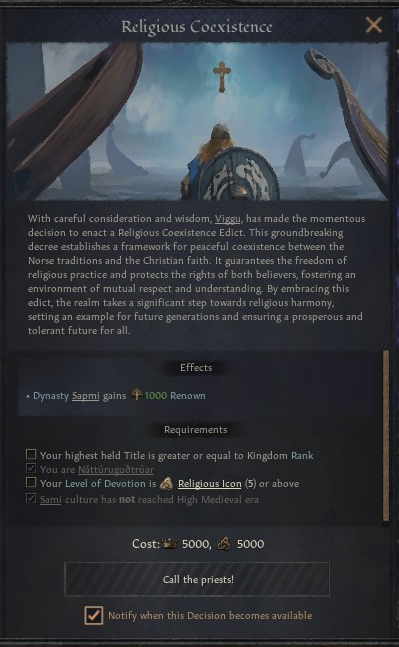 Religious Coexistence
With careful consideration and wisdom, Viggu, has made the momentous
decision to enact a Religious Coexistence Edict. This groundbreaking
decree establishes a framework for peaceful coexistence between the
Norse traditions and the Christian faith. It guarantees the freedom of
religious practice and protects the rights of both believers, fostering an
environment of mutual respect and understanding. By embracing this
edict, the realm takes a significant step towards religious harmony,
setting an example for future generations and ensuring a prosperous and
tolerant future for all.
Effects
• Dynasty Sapmi gains 1000 Renown
Requirements
Your highest held Title is greater or equal to Kingdom Rank
You are Náttúruguðtrúar
Your Level of Devotion is Religious Icon (5) or above
Sami culture has not reached High Medieval era
Cost: 5000, 5000
Call the priests!
Notify when this Decision becomes available